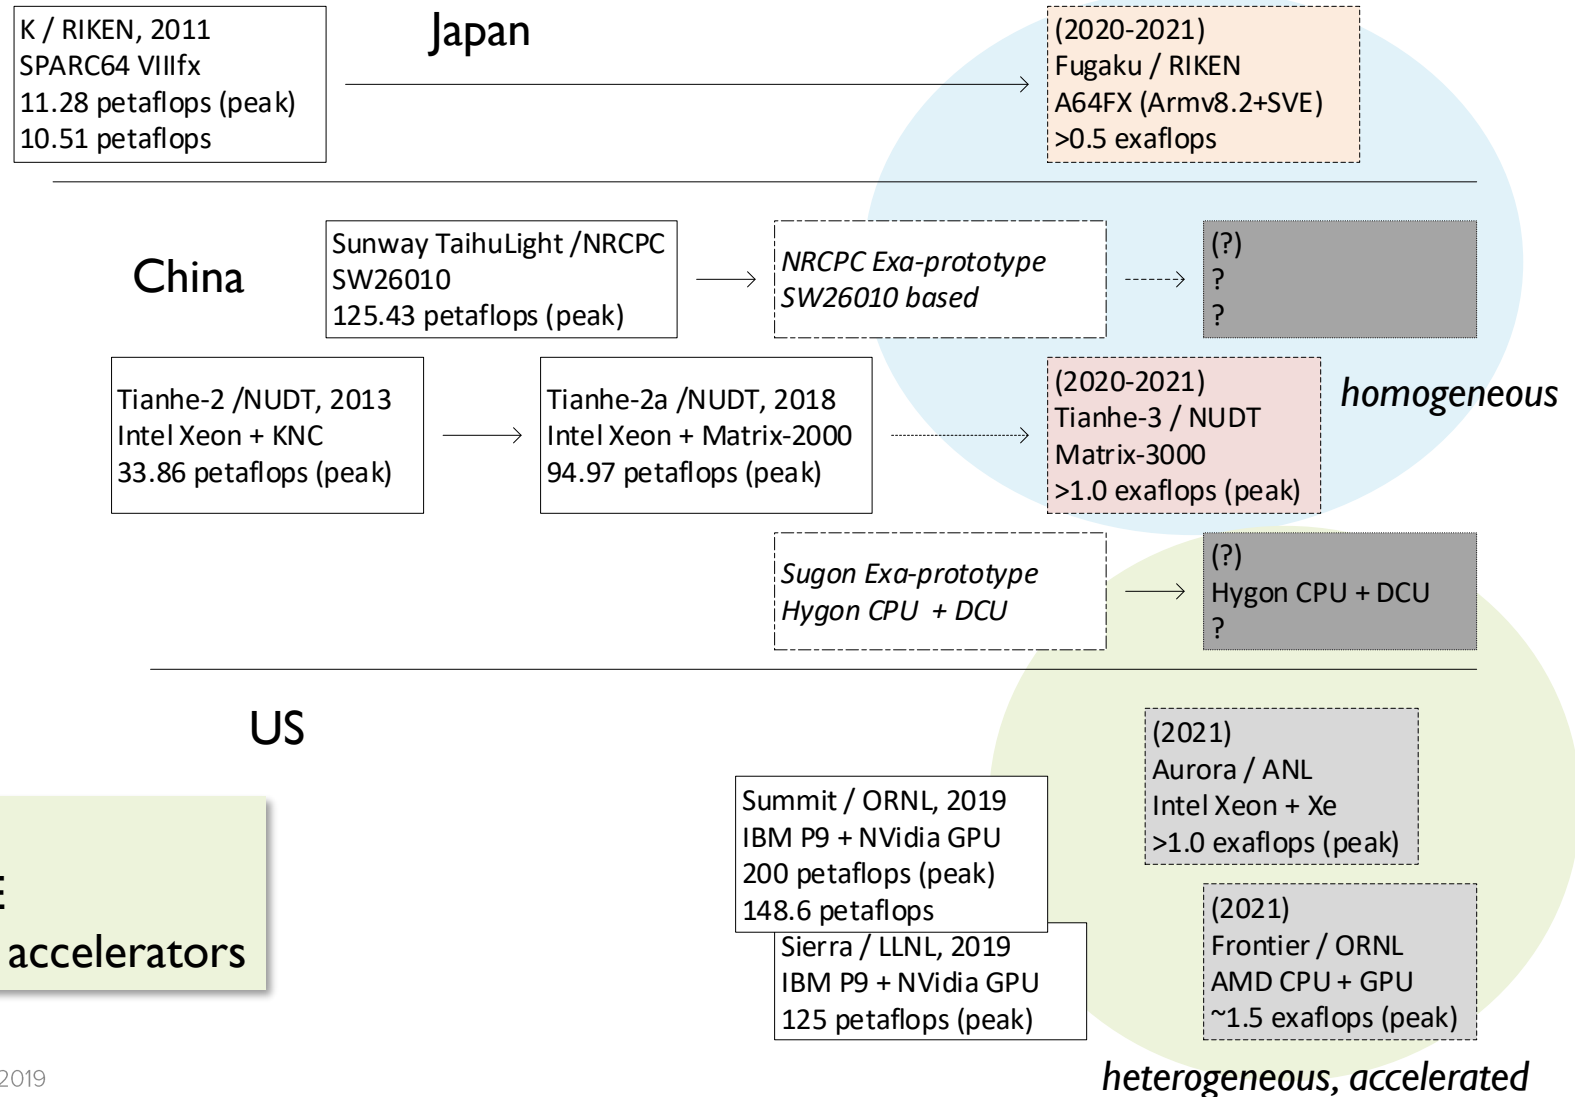 K / RIKEN, 2011
SPARC64 VIIIfx
11.28 petaflops (peak)
10.51 petaflops
Japan
(2020-2021)
Fugaku / RIKEN
A64FX (Armv8.2+SVE)
>0.5 exaflops
China
Sunway TaihuLight /NRCPC
SW26010
125.43 petaflops (peak)
NRCPC Exa-prototype
SW26010 based
(?)
?
?
Tianhe-2 /NUDT, 2013
Intel Xeon + KNC
33.86 petaflops (peak)
Tianhe-2a /NUDT, 2018
Intel Xeon + Matrix-2000
94.97 petaflops (peak)
(2020-2021)
Tianhe-3 / NUDT
Matrix-3000
>1.0 exaflops (peak)
homogeneous
Sugon Exa-prototype
Hygon CPU + DCU
(?)
Hygon CPU + DCU
?
US
Summit / ORNL, 2019
IBM P9 + NVidia GPU
200 petaflops (peak)
148.6 petaflops
Sierra / LLNL, 2019
IBM P9 + NVidia GPU
125 petaflops (peak)
(2021)
Aurora / ANL
Intel Xeon + Xe
>1.0 exaflops (peak)
(2021)
Frontier / ORNL
AMD CPU + GPU
~1.5 exaflops (peak)
accelerators
2019
heterogeneous, accelerated